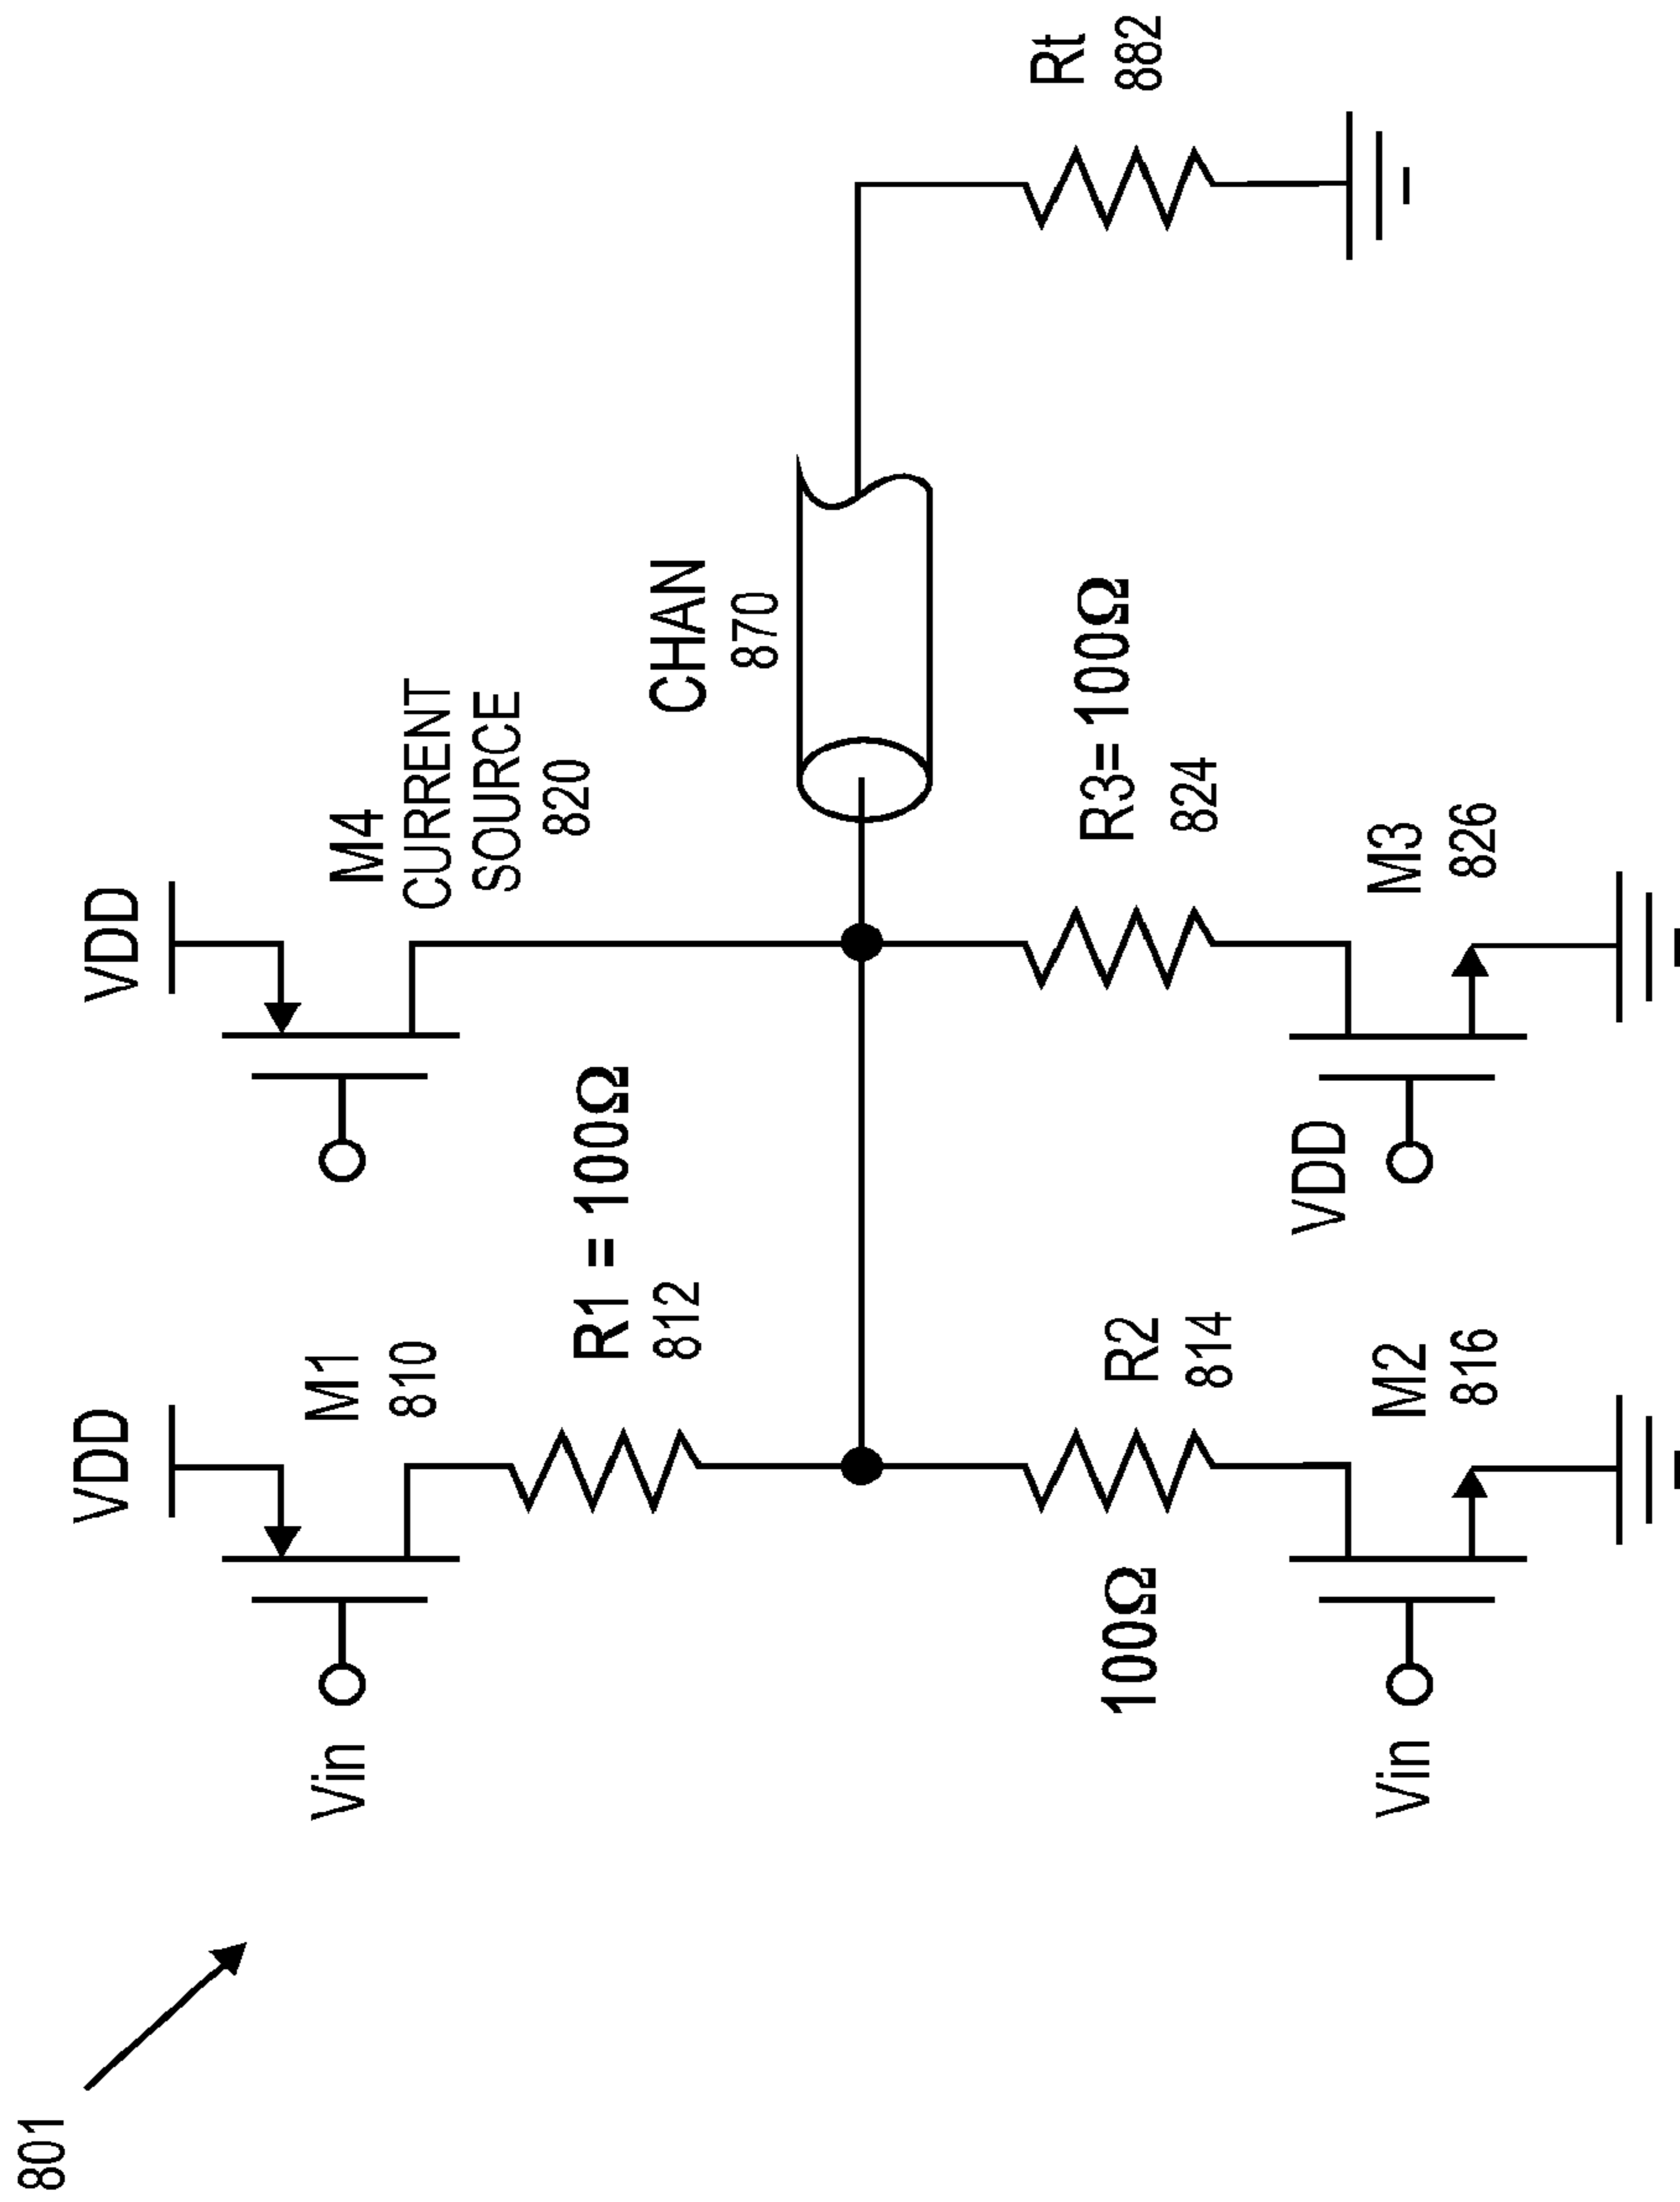 801
VDD
M1
810
Vin
R1 = 100Ω
812
VDD
M4
CURRENT
SOURCE
820
CHAN
870
Rt
882
100Ω
R2
814
Vin
M2
816
R3=100Ω
824
VDD
M3
826